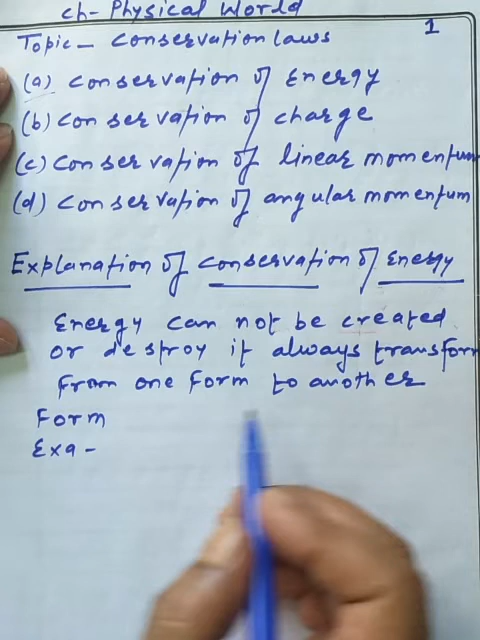 ch- Physical World
1
Topic- Conservation laws
(a) Conservation of Energy
(b) Conservation of charge
(c) Conservation of linear momentum
(d) Conservation of angular momentum
Explanation of conservation of Energy
Energy can not be created
or destroy it always transform
from one form to another
Form
Exa -